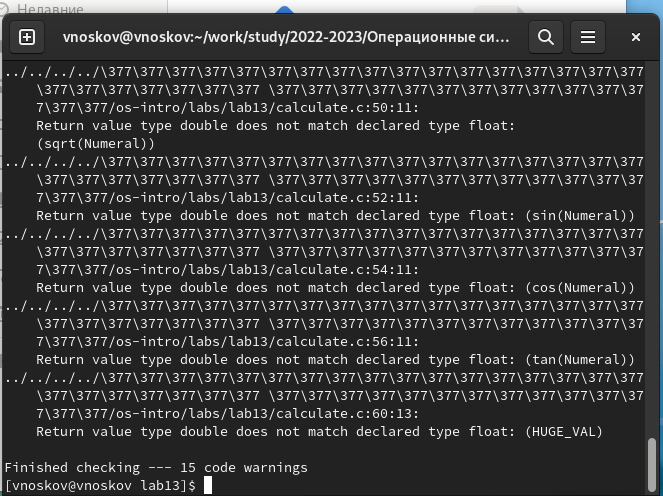 Недавние
vnoskov@vnoskov:~/work/study/2022-2023/Операционные си...
../../../../\377\377\377\377\377\377\377\377\377\377\377\377\377\377\377\377\377
\377\377\377\377\377\377\377 \377\377\377\377\377\377\377\377\377\377\377\37
7\377\377/os-intro/labs/lab13/calculate.c:50:11:
Return value type double does not match declared type float:
(sqrt(Numeral))
../../../../\377\377\377\377\377\377\377\377\377\377\377\377\377\377\377\377\377
\377\377\377\377\377\377\377 \377\377\377\377\377\377\377\377\377\377\377\37
7\377\377/os-intro/labs/lab13/calculate.c:52:11:
Return value type double does not match declared type float: (sin(Numeral))
../../../../\377\377\377\377\377\377\377\377\377\377\377\377\377\377\377\377\377
\377\377\377\377\377\377\377 \377\377\377\377\377\377\377\377\377\377\377\37
7\377\377/os-intro/labs/lab13/calculate.c:54:11:
Return value type double does not match declared type float: (cos(Numeral))
../../../../\377\377\377\377\377\377\377\377\377\377\377\377\377\377\377\377\377
\377\377\377\377\377\377\377 \377\377\377\377\377\377\377\377\377\377\377\37
7\377\377/os-intro/labs/lab13/calculate.c:56:11:
Return value type double does not match declared type float: (tan(Numeral))
../../../../\377\377\377\377\377\377\377\377\377\377\377\377\377\377\377\377\377
\377\377\377\377\377\377\377 \377\377\377\377\377\377\377\377\377\377\377\37
7\377\377/os-intro/labs/lab13/calculate.c:60:13:
Return value type double does not match declared type float: (HUGE_VAL)
Finished checking --- 15 code warnings
[vnoskov@vnoskov lab13]$